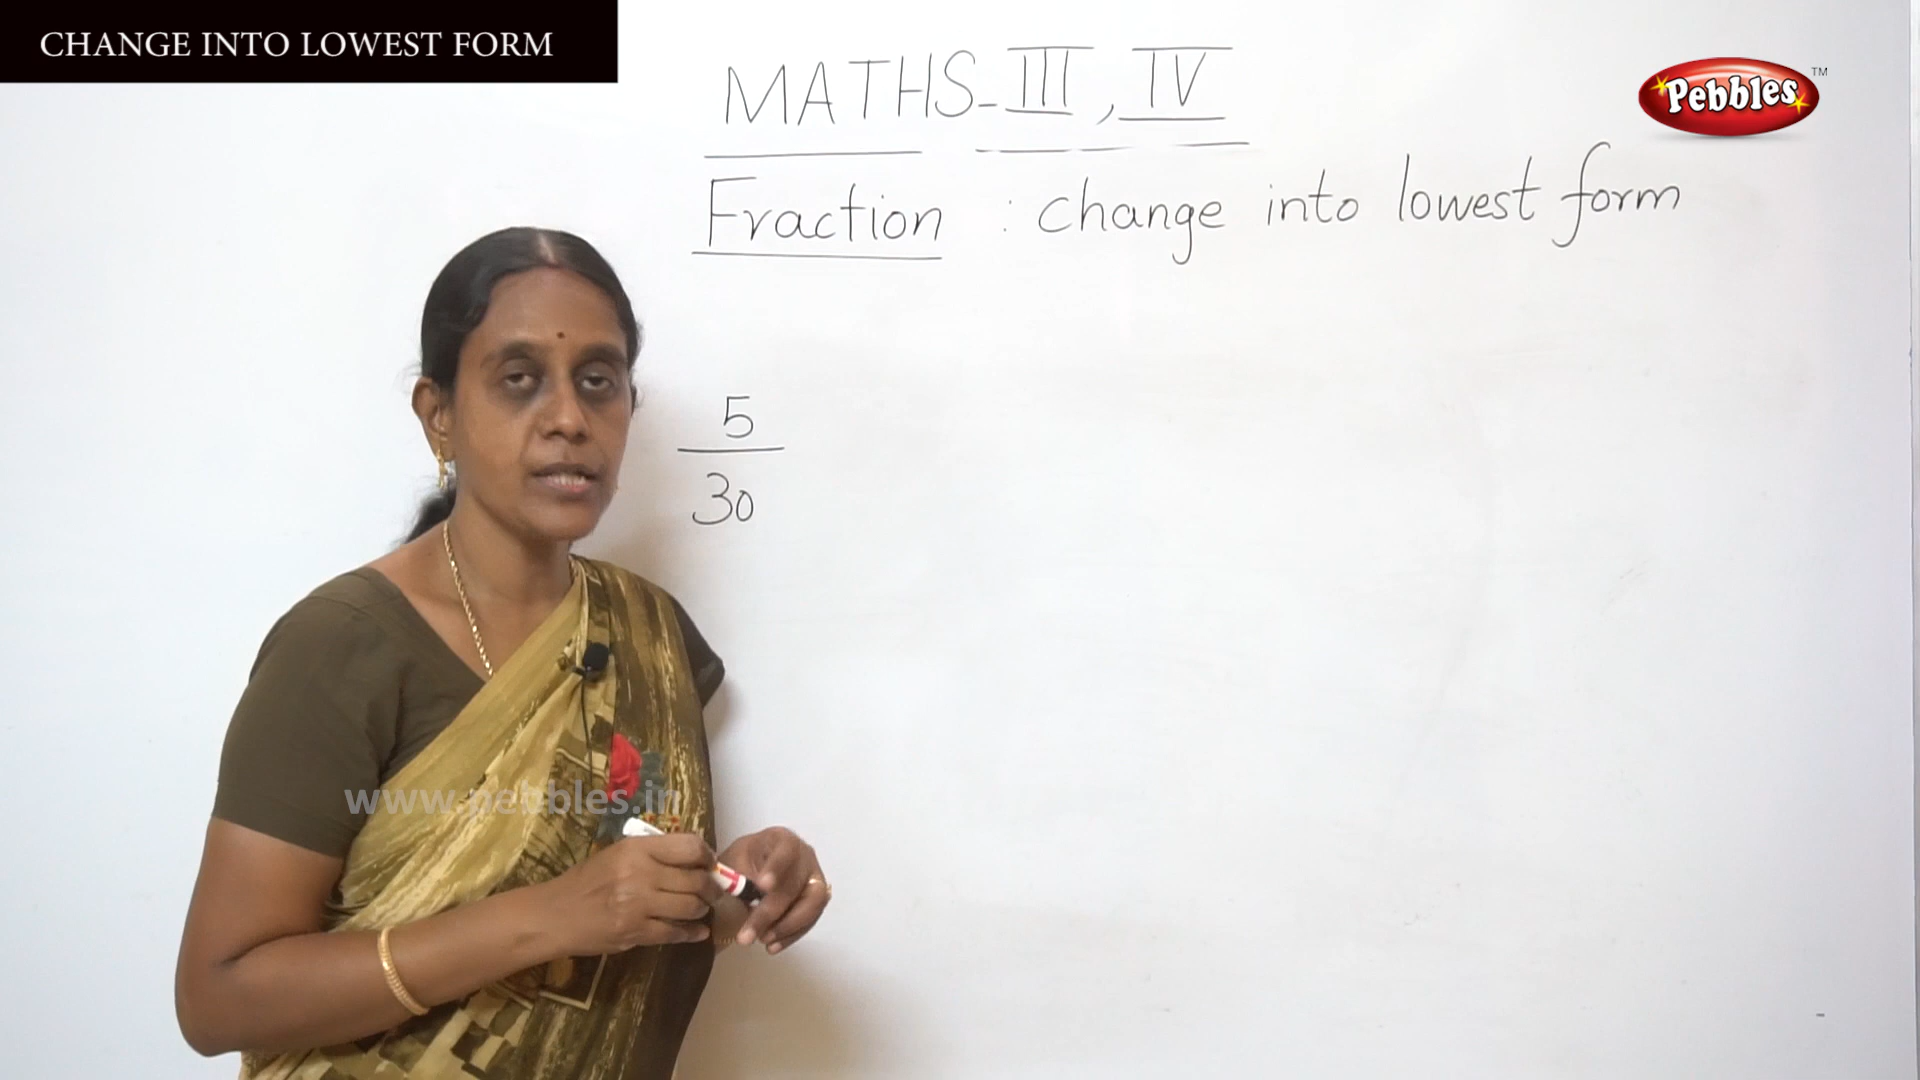 CHANGE INTO LOWEST FORM
MATHS-III, IV
Pebbles TM
Fraction : change into lowest form
5
30
www.pebbles.in